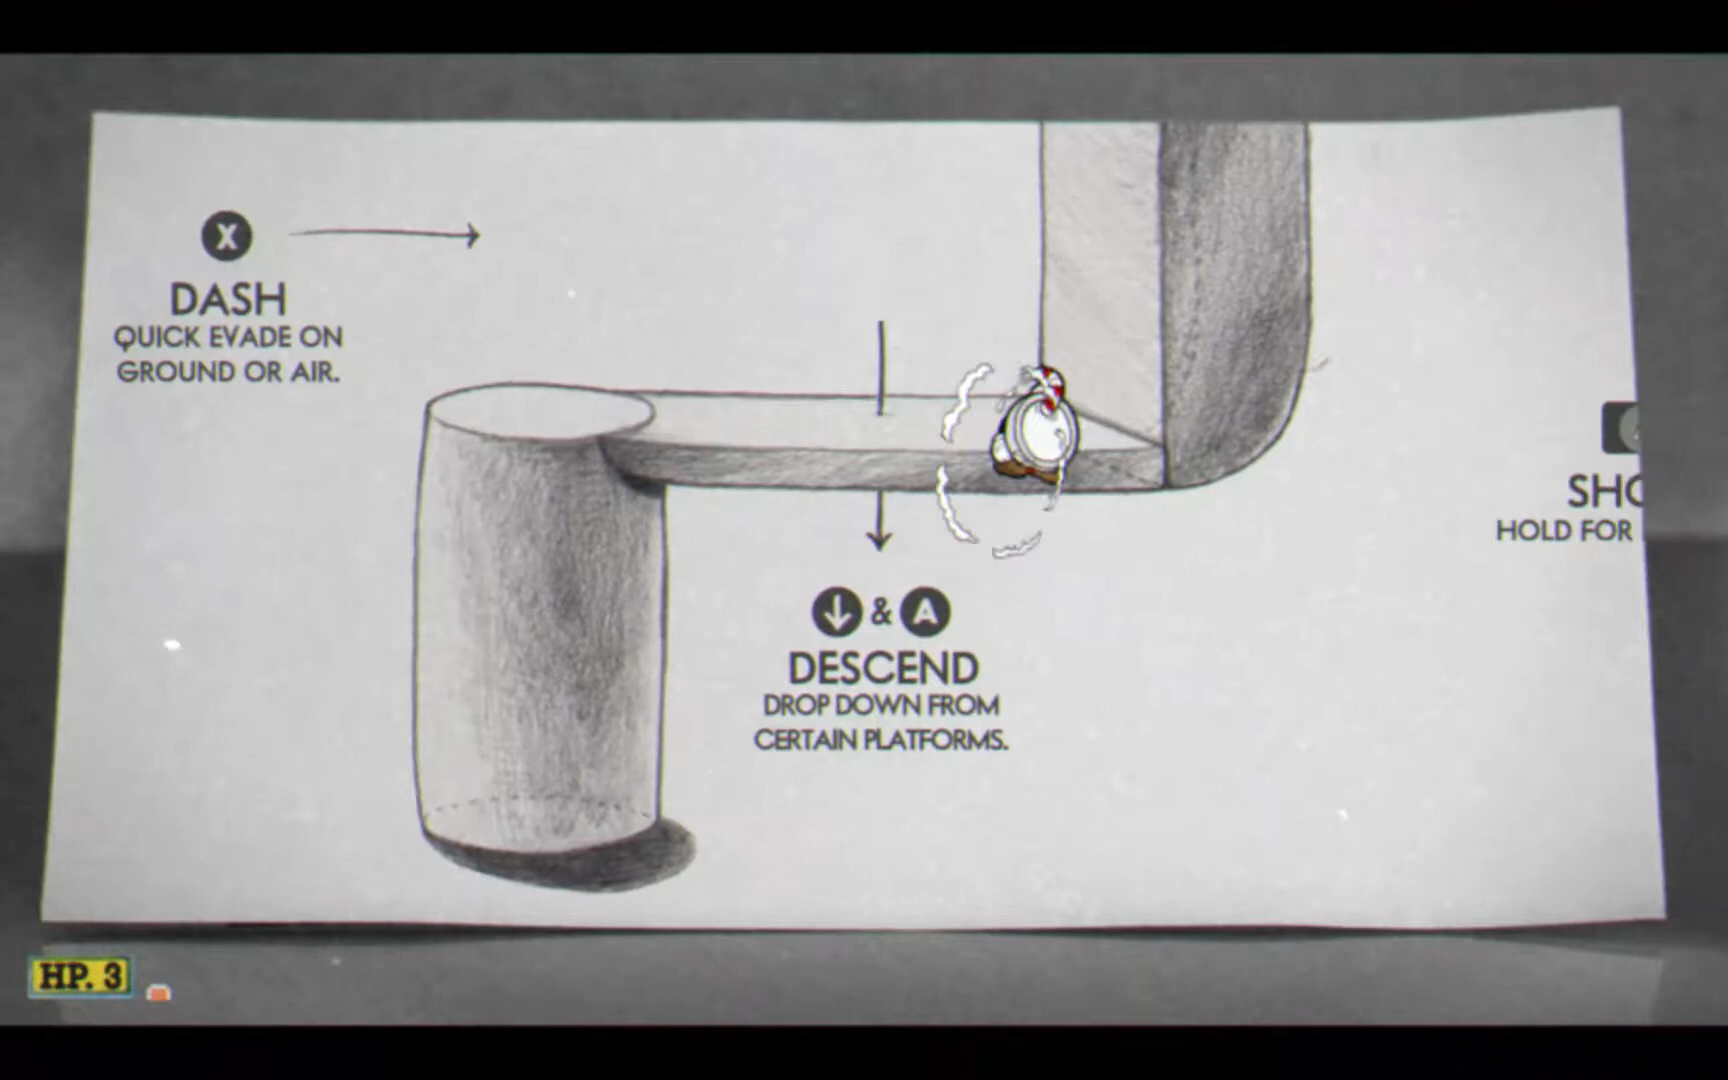 X
DASH
QUICK EVADE ON
GROUND OR AIR.
SHO
HOLD FOR
& A
DESCEND
DROP DOWN FROM
CERTAIN PLATFORMS.
HP. 3